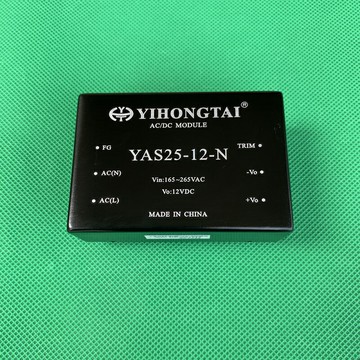 YIHONGTAI
AC/DC MODULE
FG
TRIM
YAS25-12-N
AC(N)
-Vo
Vin:165~265VAC
Vo:12VDC
AC(L)
+Vo
MADE IN CHINA